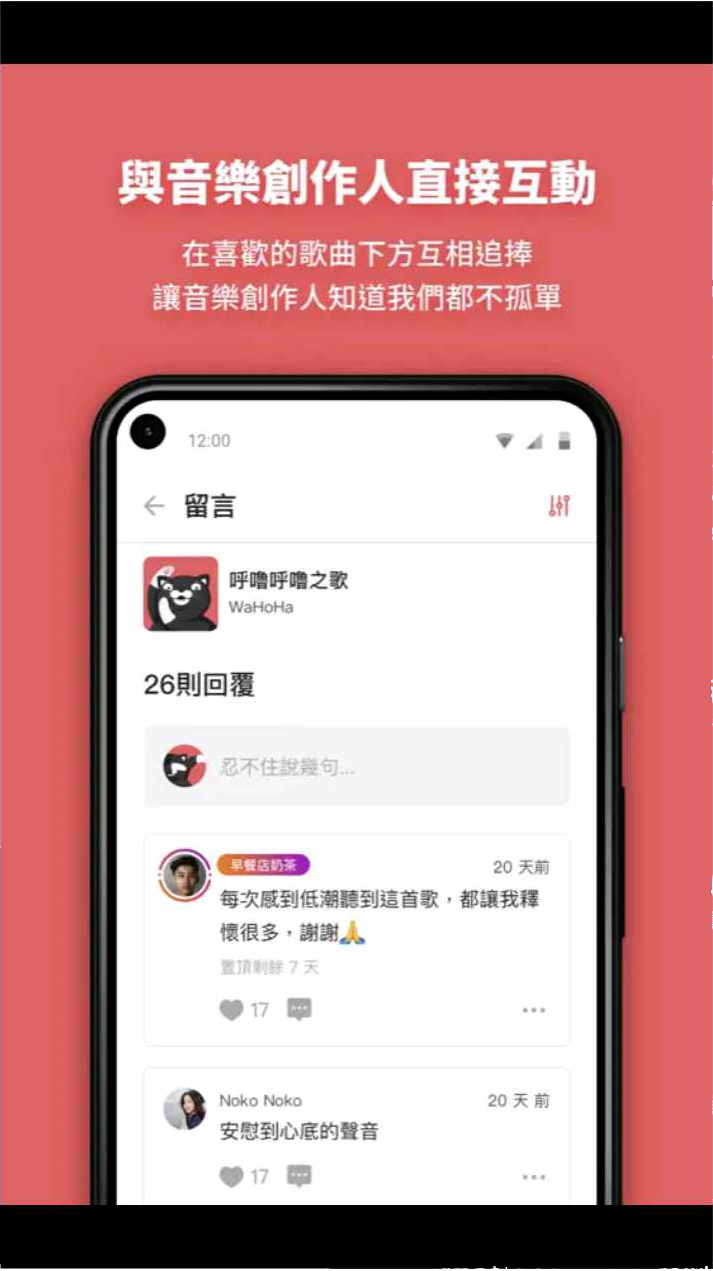 與音樂創作人直接互動
在喜歡的歌曲下方互相追捧
讓音樂創作人知道我們都不孤單
12:00
留言
呼嚕呼嚕之歌
WaHoHa
26則回覆
忍不住說幾句...
早餐店奶茶
20 天前
每次感到低潮聽到這首歌，都讓我釋
懷很多，謝謝🙏
置頂剩餘 7 天
17
Noko Noko
20 天 前
安慰到心底的聲音
17